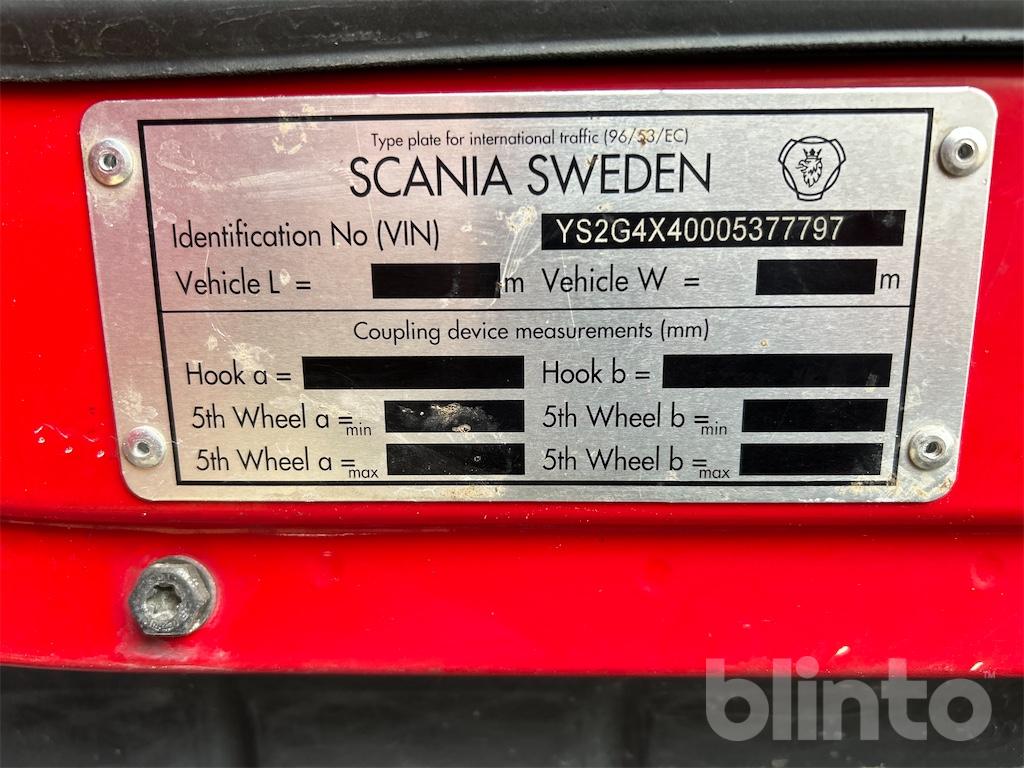 Type plate for international traffic (96/53/EC)
SCANIA SWEDEN
Identification No (VIN) YS2G4X40005377797
Vehicle L = m Vehicle W = m
Coupling device measurements (mm)
Hook a = Hook b =
5th Wheel a =min 5th Wheel b =min
5th Wheel a =max 5th Wheel b =max
blinto™